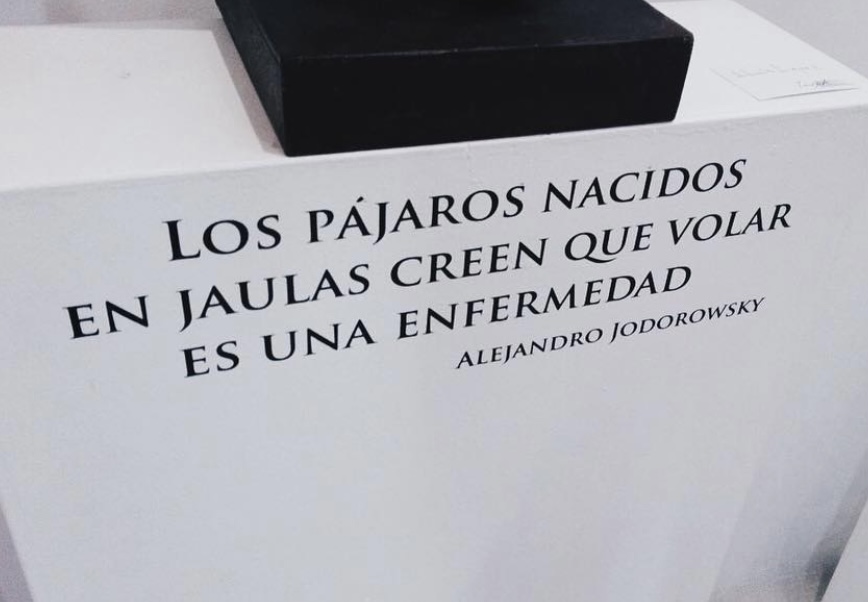 LOS PÁJAROS NACIDOS
EN JAULAS CREEN QUE VOLAR
ES UNA ENFERMEDAD
ALEJANDRO JODOROWSKY